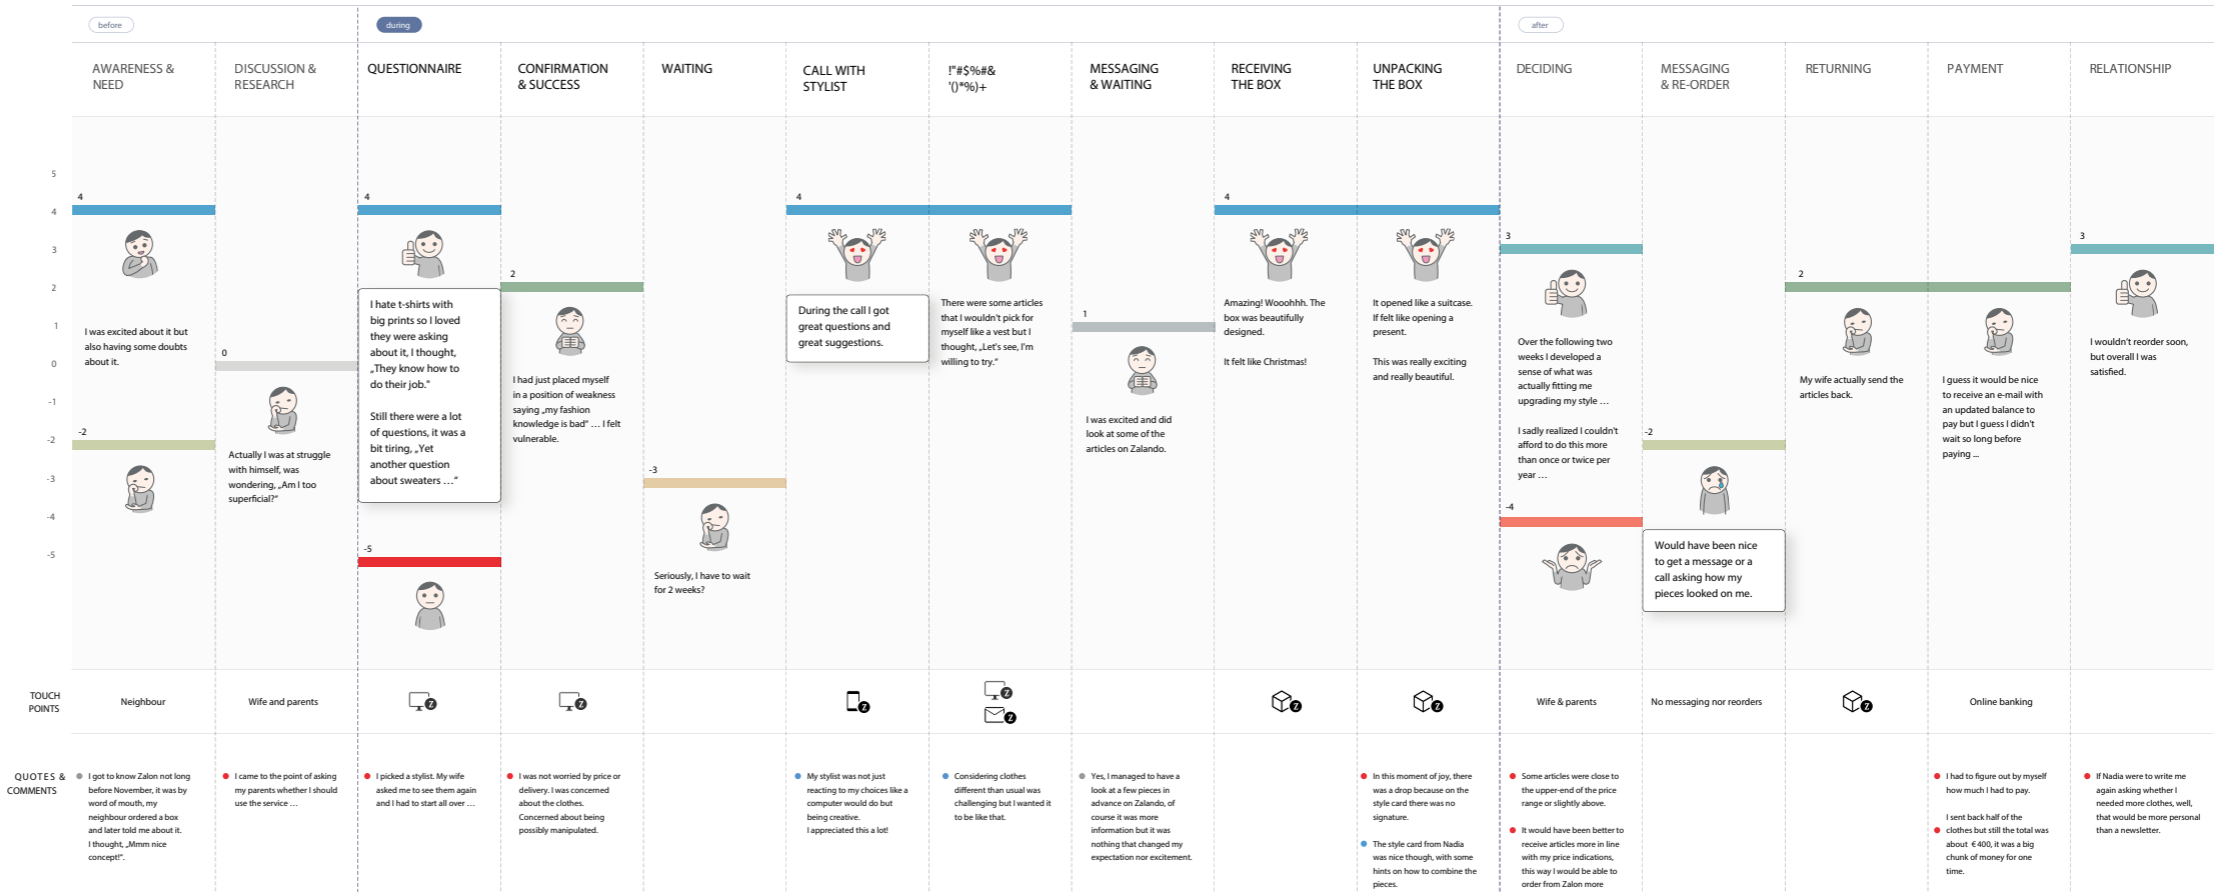 before
during
after
AWARENESS &
NEED
DISCUSSION &
RESEARCH
QUESTIONNAIRE
CONFIRMATION
& SUCCESS
WAITING
CALL WITH
STYLIST
!"#$%#&
'()*%)+
MESSAGING
& WAITING
RECEIVING
THE BOX
UNPACKING
THE BOX
DECIDING
MESSAGING
& RE-ORDER
RETURNING
PAYMENT
RELATIONSHIP
5
4
3
2
1
0
-1
-2
-3
-4
-5
4
I was excited about it but
also having some doubts
about it.
-2
0
Actually I was at struggle
with himself, was
wondering, „Am I too
superficial?"
4
I hate t-shirts with
big prints so I loved
they were asking
about it, I thought,
„They know how to
do their job."
Still there were a lot
of questions, it was a
bit tiring, „Yet
another question
about sweaters …"
-5
2
I had just placed myself
in a position of weakness
saying „my fashion
knowledge is bad" … I felt
vulnerable.
-3
Seriously, I have to wait
for 2 weeks?
4
During the call I got
great questions and
great suggestions.
There were some articles
that I wouldn't pick for
myself like a vest but I
thought, „Let's see, I'm
willing to try."
1
I was excited and did
look at some of the
articles on Zalando.
4
Amazing! Wooohhh. The
box was beautifully
designed.
It felt like Christmas!
It opened like a suitcase.
If felt like opening a
present.
This was really exciting
and really beautiful.
3
Over the following two
weeks I developed a
sense of what was
actually fitting me
upgrading my style …
I sadly realized I couldn't
afford to do this more
than once or twice per
year …
-4
-2
Would have been nice
to get a message or a
call asking how my
pieces looked on me.
2
My wife actually send the
articles back.
I guess it would be nice
to receive an e-mail with
an updated balance to
pay but I guess I didn't
wait so long before
paying ...
3
I wouldn't reorder soon,
but overall I was
satisfied.
TOUCH
POINTS
Neighbour
Wife and parents
Z
Z
Z
Z
Z
Z
Z
Wife & parents
No messaging nor reorders
Z
Online banking
QUOTES &
COMMENTS
I got to know Zalon not long
before November, it was by
word of mouth, my
neighbour ordered a box
and later told me about it.
I thought, „Mmm nice
concept!".
I came to the point of asking
my parents whether I should
use the service …
I picked a stylist. My wife
asked me to see them again
and I had to start all over …
I was not worried by price or
delivery. I was concerned
about the clothes.
Concerned about being
possibly manipulated.
My stylist was not just
reacting to my choices like a
computer would do but
being creative.
I appreciated this a lot!
Considering clothes
different than usual was
challenging but I wanted it
to be like that.
Yes, I managed to have a
look at a few pieces in
advance on Zalando, of
course it was more
information but it was
nothing that changed my
expectation nor excitement.
In this moment of joy, there
was a drop because on the
style card there was no
signature.
The style card from Nadia
was nice though, with some
hints on how to combine the
pieces.
Some articles were close to
the upper-end of the price
range or slightly above.
It would have been better to
receive articles more in line
with my price indications,
this way I would be able to
order from Zalon more
I had to figure out by myself
how much I had to pay.
I sent back half of the
clothes but still the total was
about €400, it was a big
chunk of money for one
time.
If Nadia were to write me
again asking whether I
needed more clothes, well,
that would be more personal
than a newsletter.